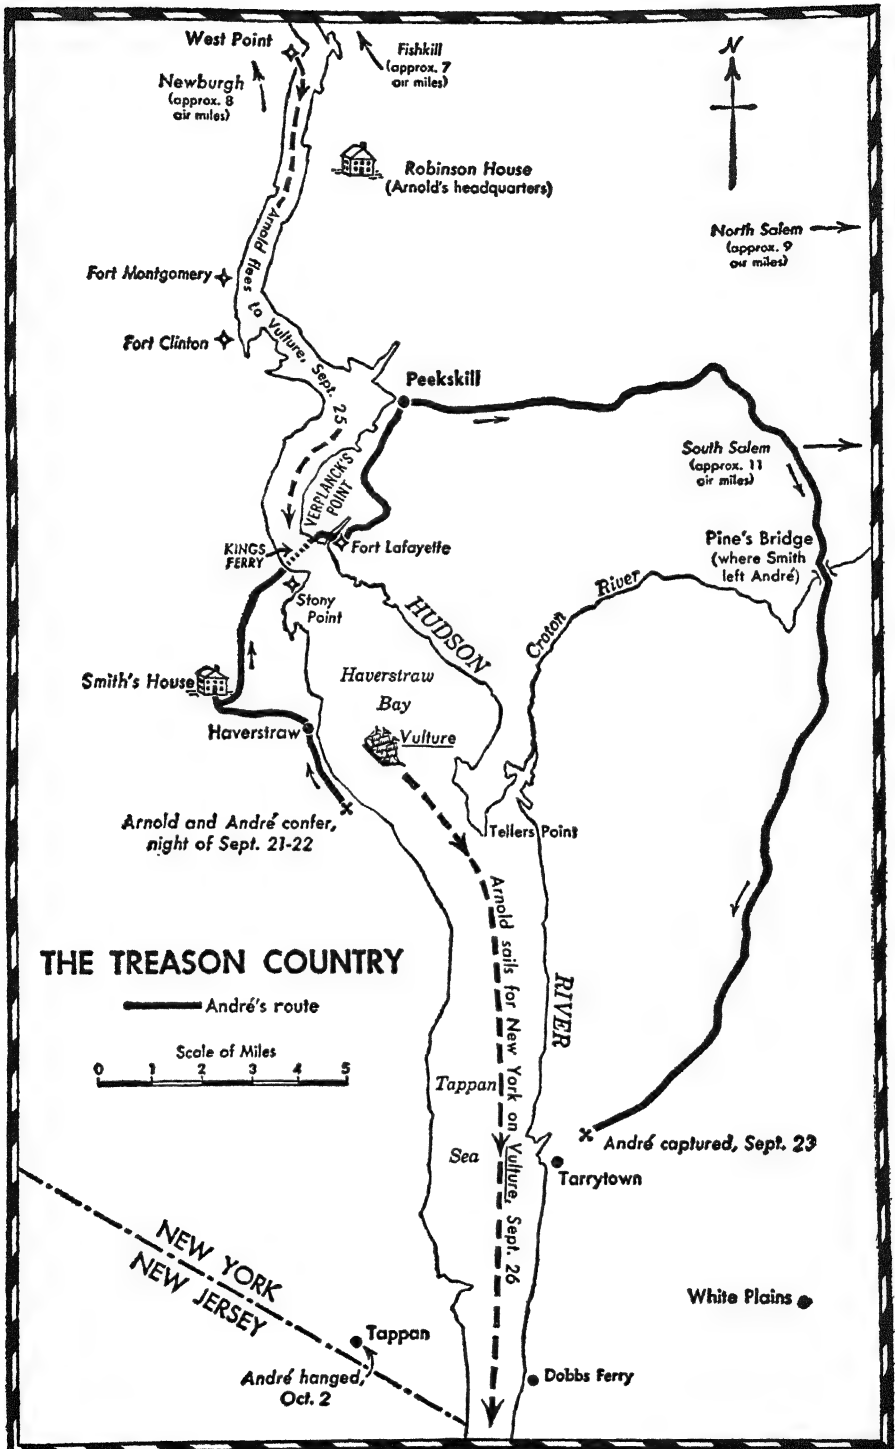 West Point
Fishkill
(approx. 7
air miles)
Newburgh
(approx. 8
air miles)
N
Robinson House
(Arnold's headquarters)
North Salem
(approx. 9
air miles)
Arnold flees to Vulture, Sept. 25
Fort Montgomery
Fort Clinton
Peekskill
South Salem
(approx. 11
air miles)
VERPLANCK'S
POINT
Pine's Bridge
(where Smith
left André)
KINGS
FERRY
Fort Lafayette
Stony
Point
HUDSON
Croton River
Smith's House
Haverstraw
Bay
Haverstraw
Vulture
Arnold and André confer,
night of Sept. 21-22
Tellers Point
Arnold sails for New York on Vulture, Sept. 26
THE TREASON COUNTRY
André's route
RIVER
Scale of Miles
0 1 2 3 4 5
Tappan
Sea
André captured, Sept. 23
Tarrytown
NEW YORK
NEW JERSEY
White Plains
Tappan
André hanged,
Oct. 2
Dobbs Ferry